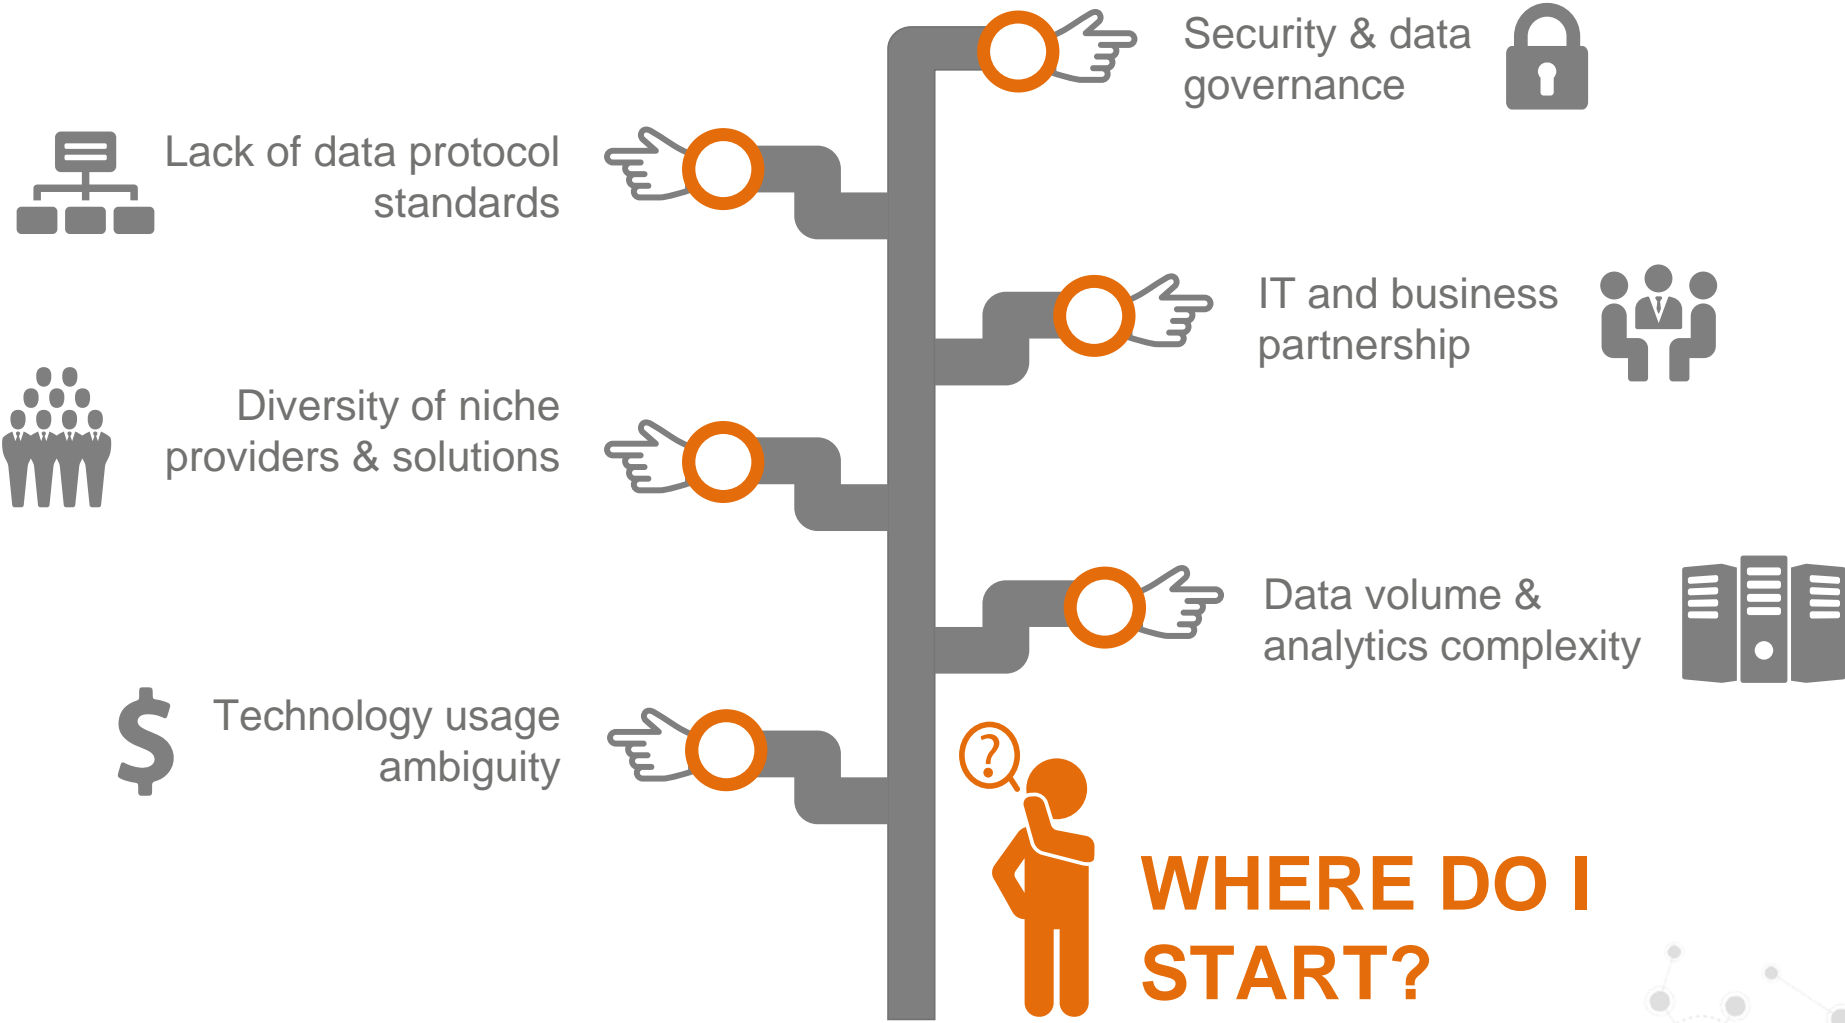 Security & data
governance
Lack of data protocol
standards
IT and business
partnership
Diversity of niche
providers & solutions
Data volume &
analytics complexity
$
Technology usage
ambiguity
?
WHERE DO I
START?